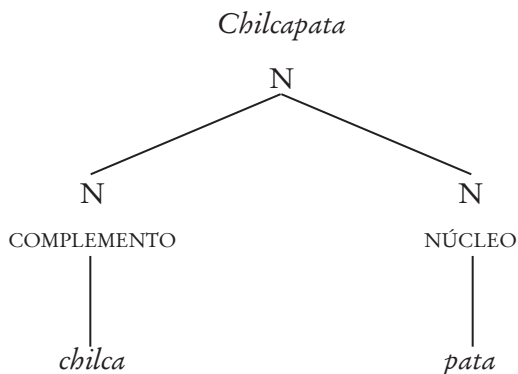 Chilcapata
N
N N
COMPLEMENTO NÚCLEO
chilca pata